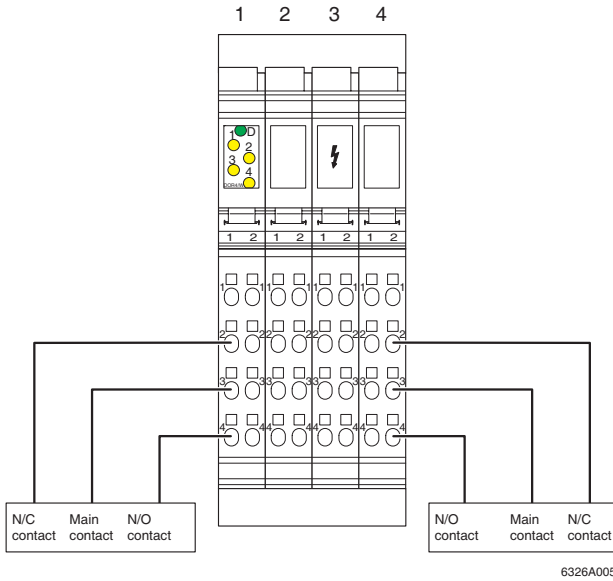 1 2 3 4
D
1
2
3
4
DOR4/W
1 2 1 2 1 2 1 2
1 1 1 1 1 1 1 1
2 2 2 2 2 2 2 2
3 3 3 3 3 3 3 3
4 4 4 4 4 4 4 4
N/C Main N/O
contact contact contact
N/O Main N/C
contact contact contact
6326A005